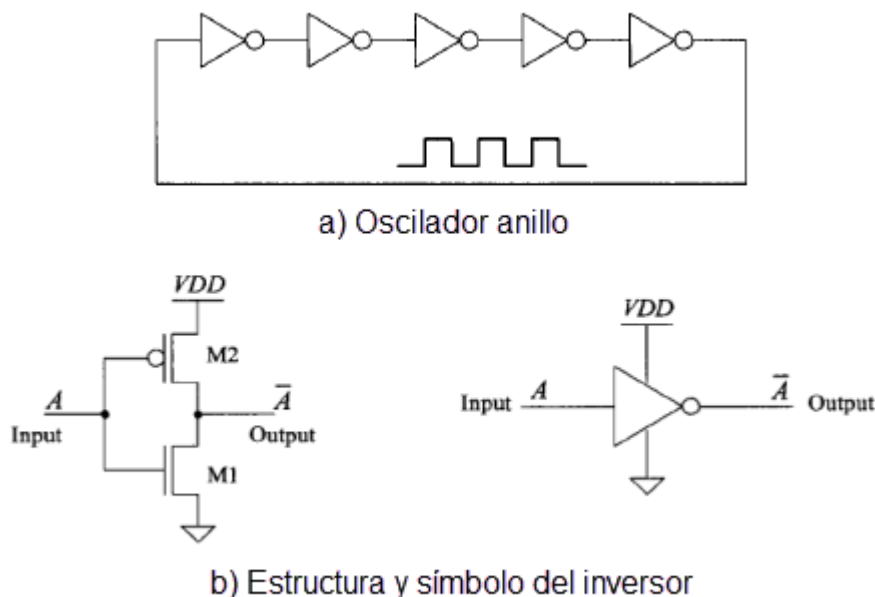 a) Oscilador anillo
VDD
M2
A
Input
A̅
Output
M1
VDD
Input
A
A̅
Output
b) Estructura y símbolo del inversor